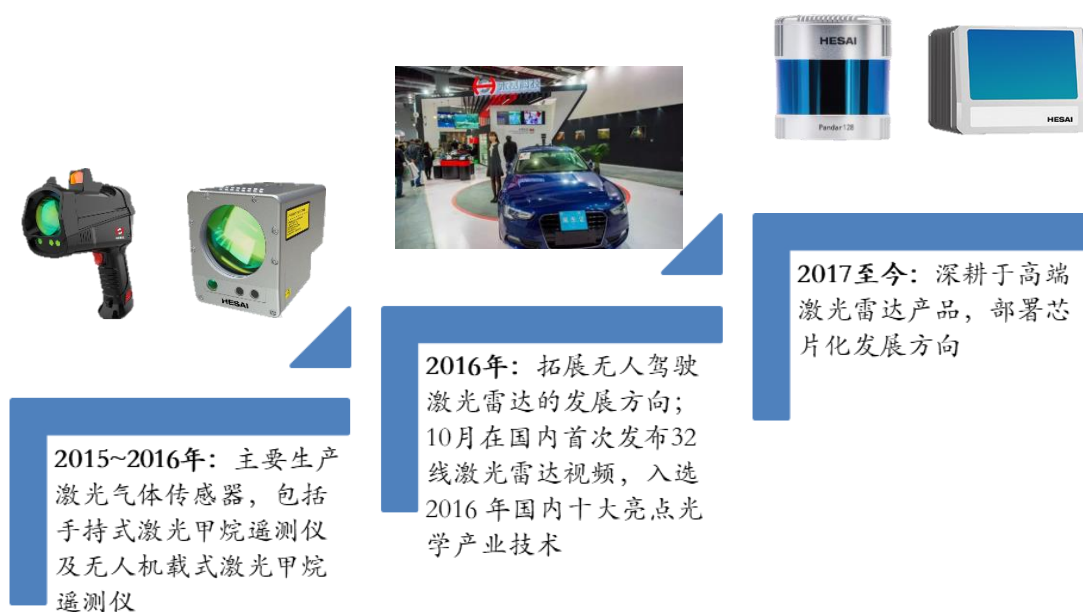 HESAI
Pandar128
HESAI
HESAI
2017至今：深耕于高端
激光雷达产品，部署芯
片化发展方向
2016年：拓展无人驾驶
激光雷达的发展方向；
10月在国内首次发布32
线激光雷达视频，入选
2016 年国内十大亮点光
学产业技术
2015~2016年：主要生产
激光气体传感器，包括
手持式激光甲烷遥测仪
及无人机载式激光甲烷
遥测仪